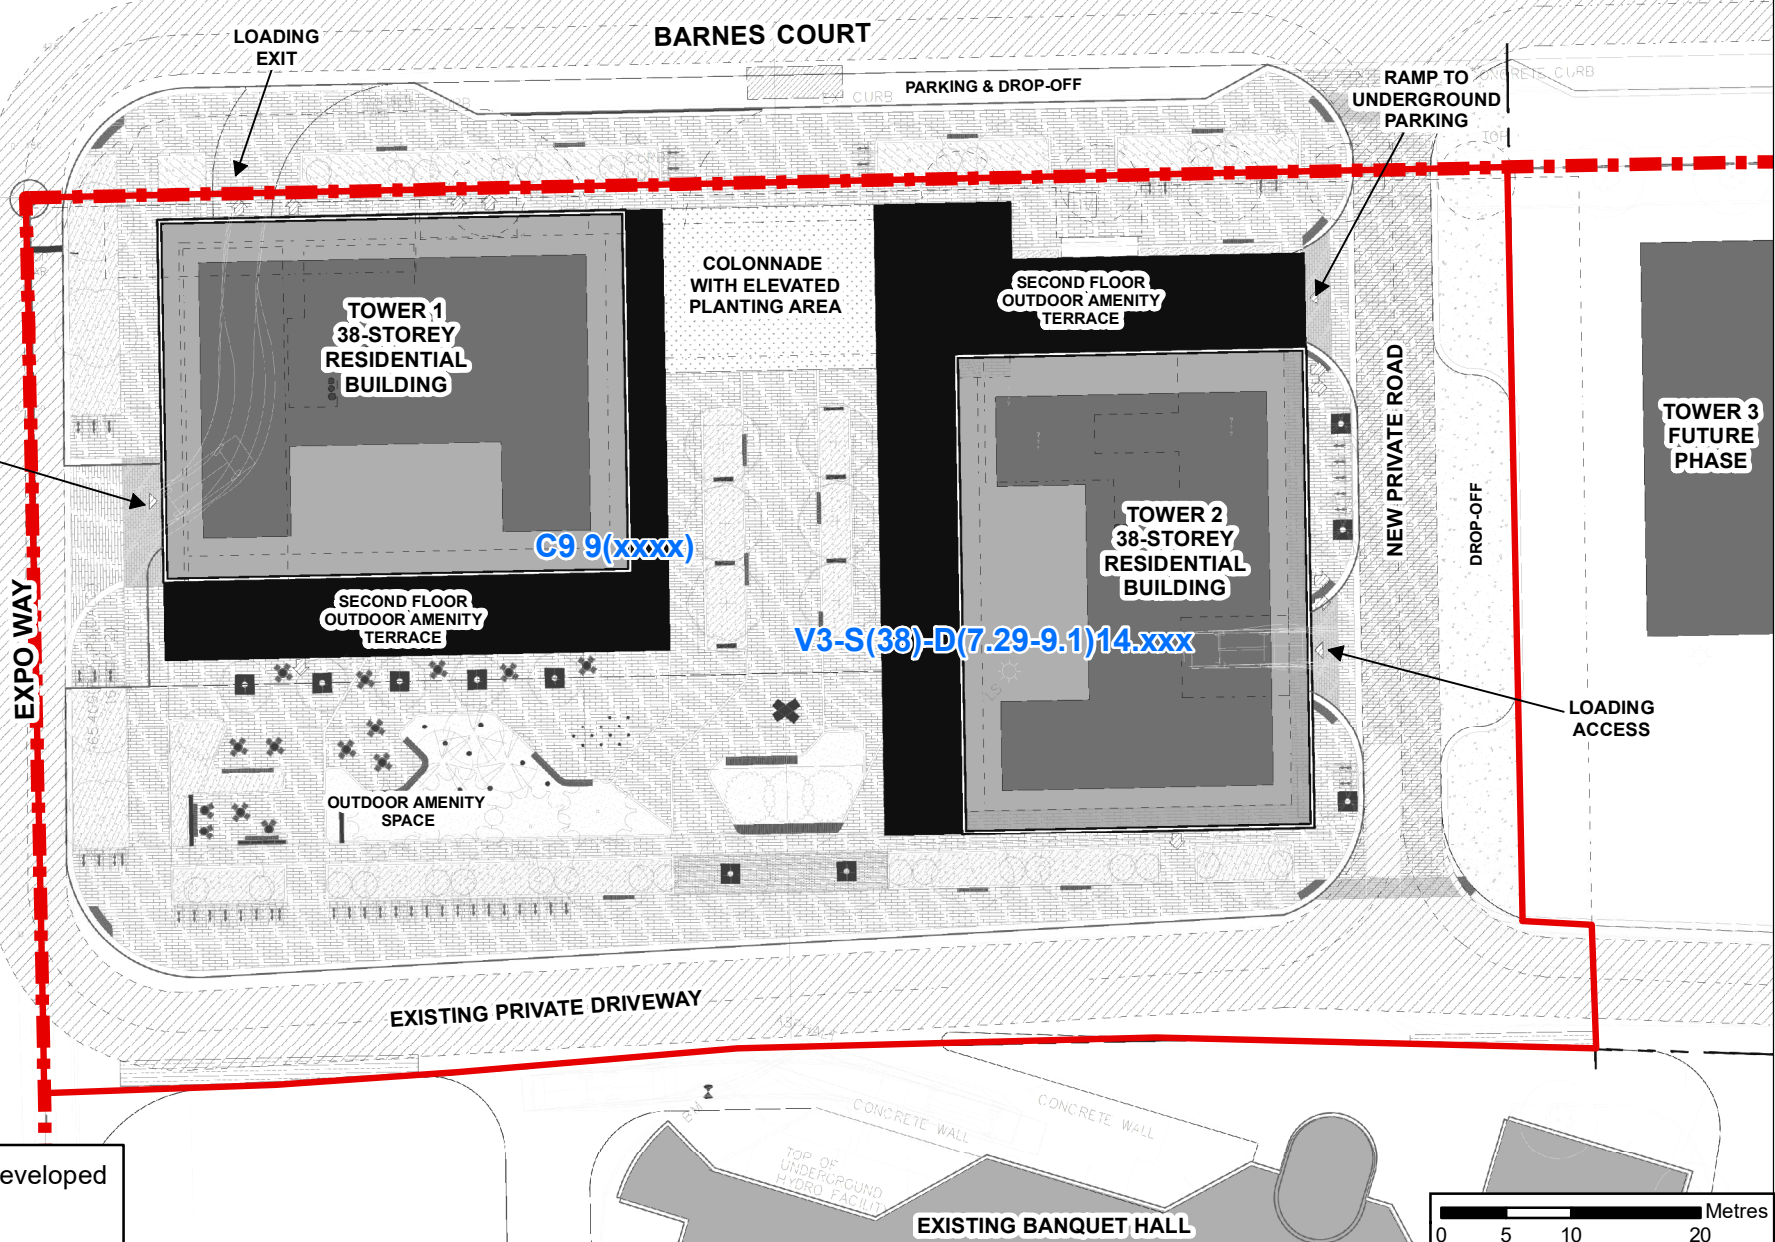 BARNES COURT
LOADING
EXIT
PARKING & DROP-OFF
EX. CURB
RAMP TO
UNDERGROUND
PARKING
CONCRETE CURB
TOP
COLONNADE
WITH ELEVATED
PLANTING AREA
SECOND FLOOR
OUTDOOR AMENITY
TERRACE
TOWER 1
38-STOREY
RESIDENTIAL
BUILDING
NEW PRIVATE ROAD
TOWER 3
FUTURE
PHASE
DROP-OFF
TOWER 2
38-STOREY
RESIDENTIAL
BUILDING
C9 9(xxxx)
V3-S(38)-D(7.29-9.1)14.xxx
EXPO WAY
SECOND FLOOR
OUTDOOR AMENITY
TERRACE
LOADING
ACCESS
OUTDOOR AMENITY
SPACE
EXISTING PRIVATE DRIVEWAY
ASPHALT
CONCRETE WALL
CONCRETE WALL
TOP OF
UNDERGROUND
HYDRO FACILITY
EXISTING BANQUET HALL
eveloped
Metres
0 5 10 20